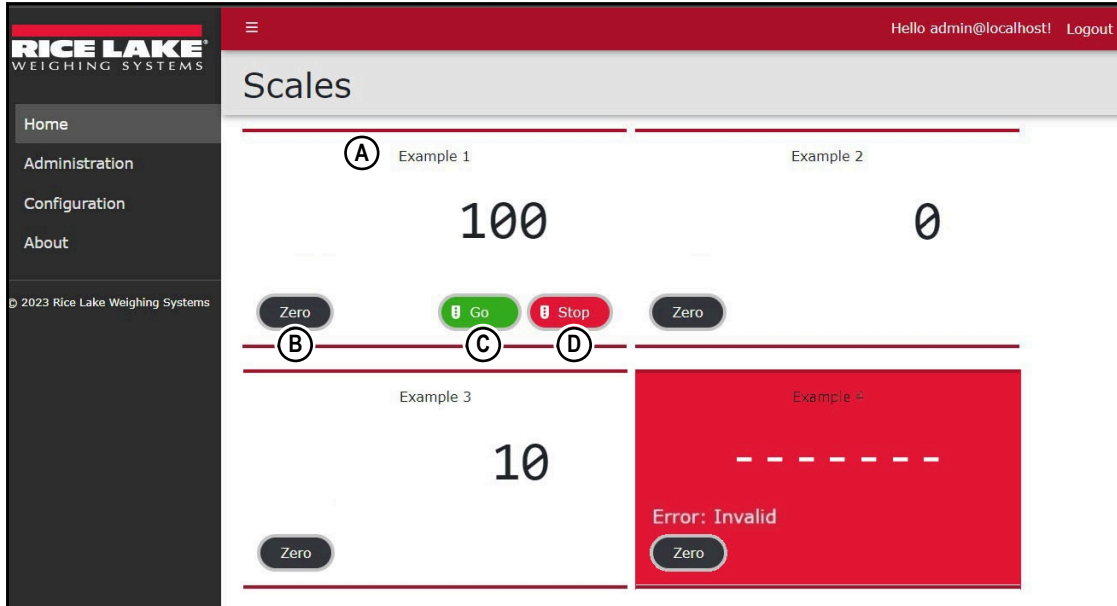 RICE LAKE
WEIGHING SYSTEMS
Home
Administration
Configuration
About
© 2023 Rice Lake Weighing Systems
☰ Hello admin@localhost! Logout
Scales
A Example 1
100
Zero Go Stop
B C D
Example 2
0
Zero
Example 3
10
Zero
Example 4
- - - - - - -
Error: Invalid
Zero